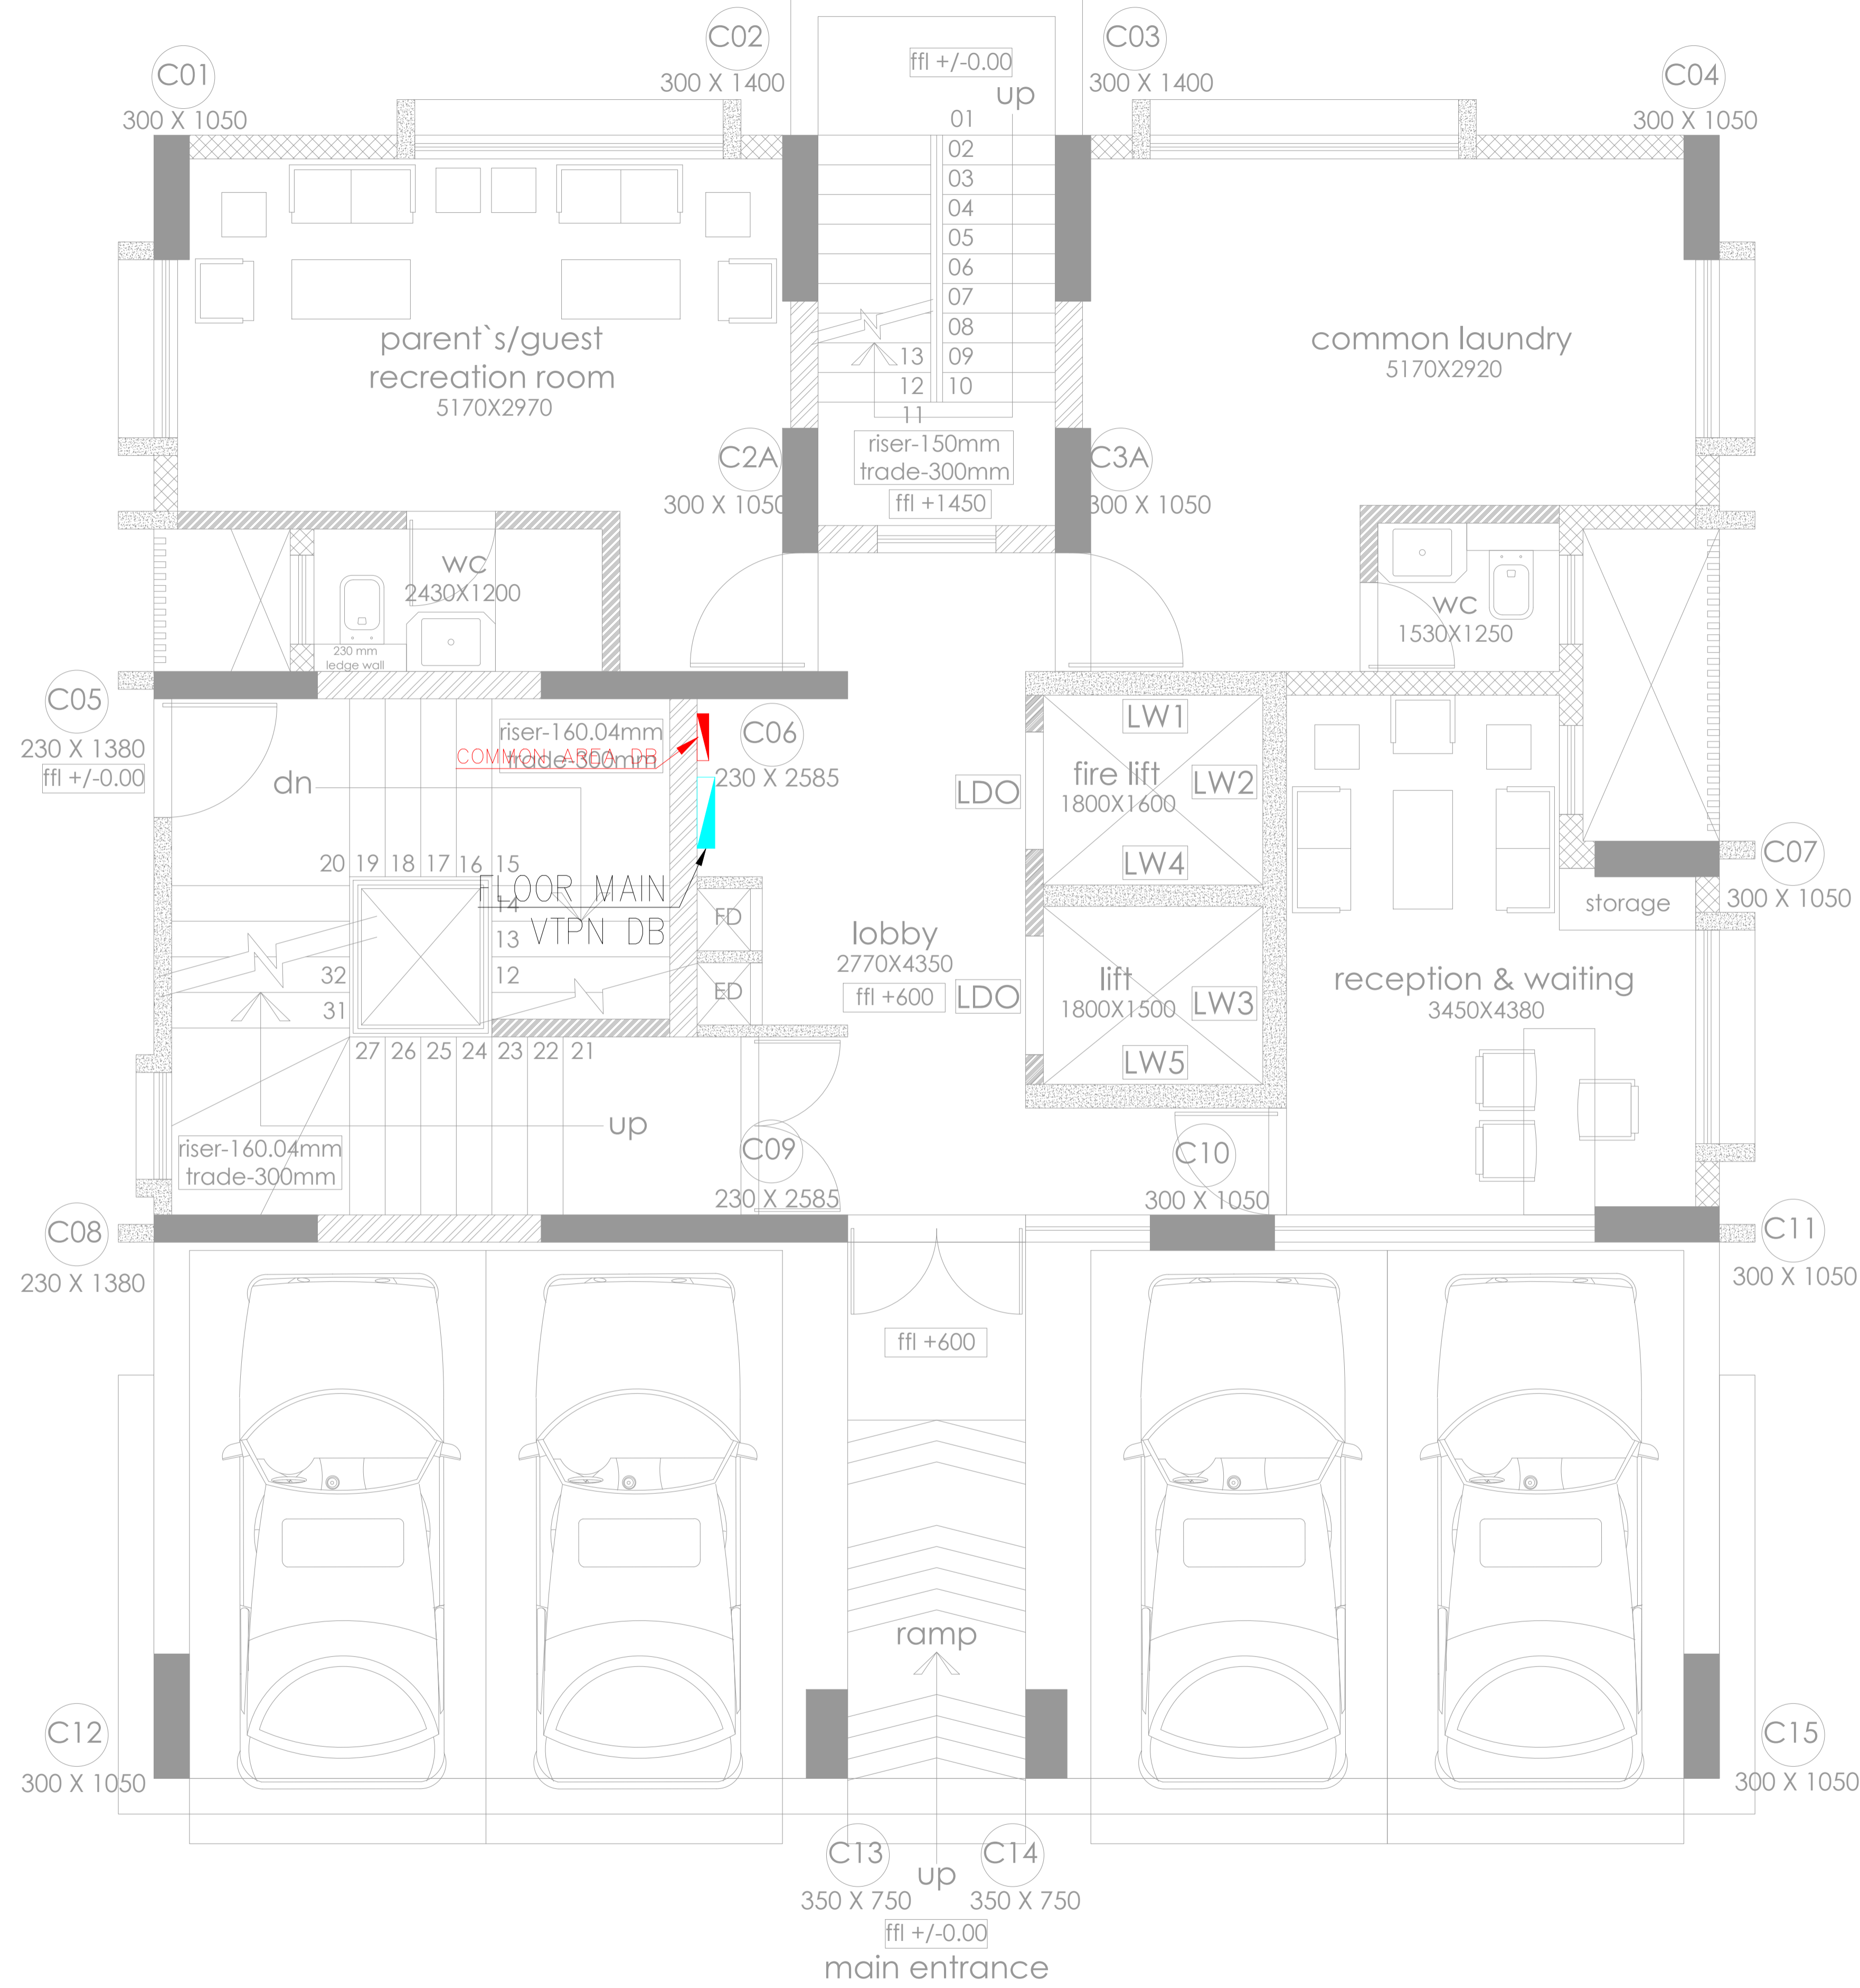 C01
300 X 1050
C02
300 X 1400
ffl +/-0.00
up
C03
300 X 1400
C04
300 X 1050
01
02
03
04
05
06
07
08
13 09
12 10
11
riser-150mm
trade-300mm
ffl +1450
parent`s/guest
recreation room
5170X2970
common laundry
5170X2920
C2A
300 X 1050
C3A
300 X 1050
wc
2430X1200
230 mm
ledge wall
wc
1530X1250
C05
230 X 1380
ffl +/-0.00
dn
riser-160.04mm
trade-300mm
COMMON AREA DB
C06
230 X 2585
LDO
fire lift
1800X1600
LW1
LW2
LW4
20 19 18 17 16 15
14
13
12
FLOOR MAIN
VTPN DB
FD
ED
32
31
27 26 25 24 23 22 21
lobby
2770X4350
ffl +600
LDO
lift
1800X1500
LW3
LW5
storage
C07
300 X 1050
reception & waiting
3450X4380
up
riser-160.04mm
trade-300mm
C09
230 X 2585
C10
300 X 1050
C08
230 X 1380
C11
300 X 1050
ffl +600
ramp
C12
300 X 1050
C15
300 X 1050
C13
350 X 750
up
C14
350 X 750
ffl +/-0.00
main entrance